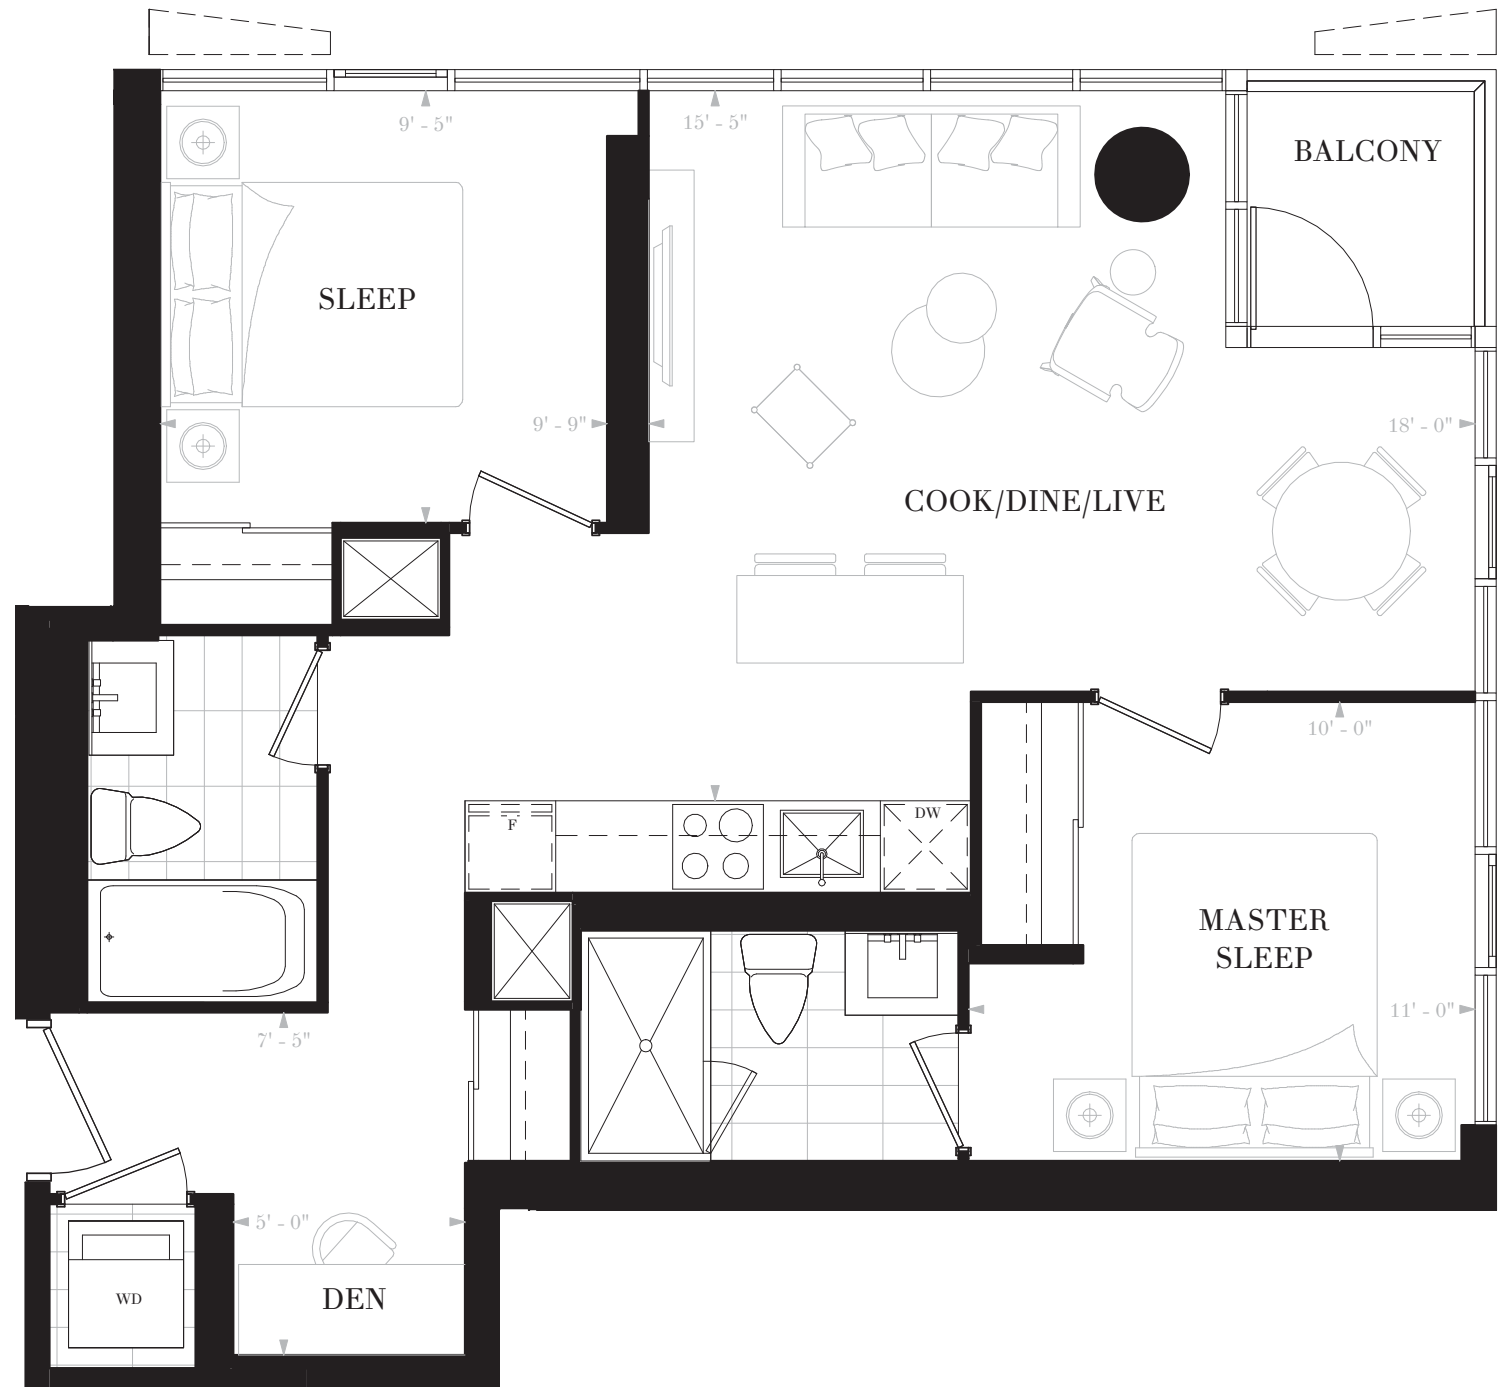 9' - 5"
15' - 5"
BALCONY
SLEEP
9' - 9"
18' - 0"
COOK/DINE/LIVE
10' - 0"
F
DW
MASTER
SLEEP
11' - 0"
7' - 5"
5' - 0"
WD
DEN